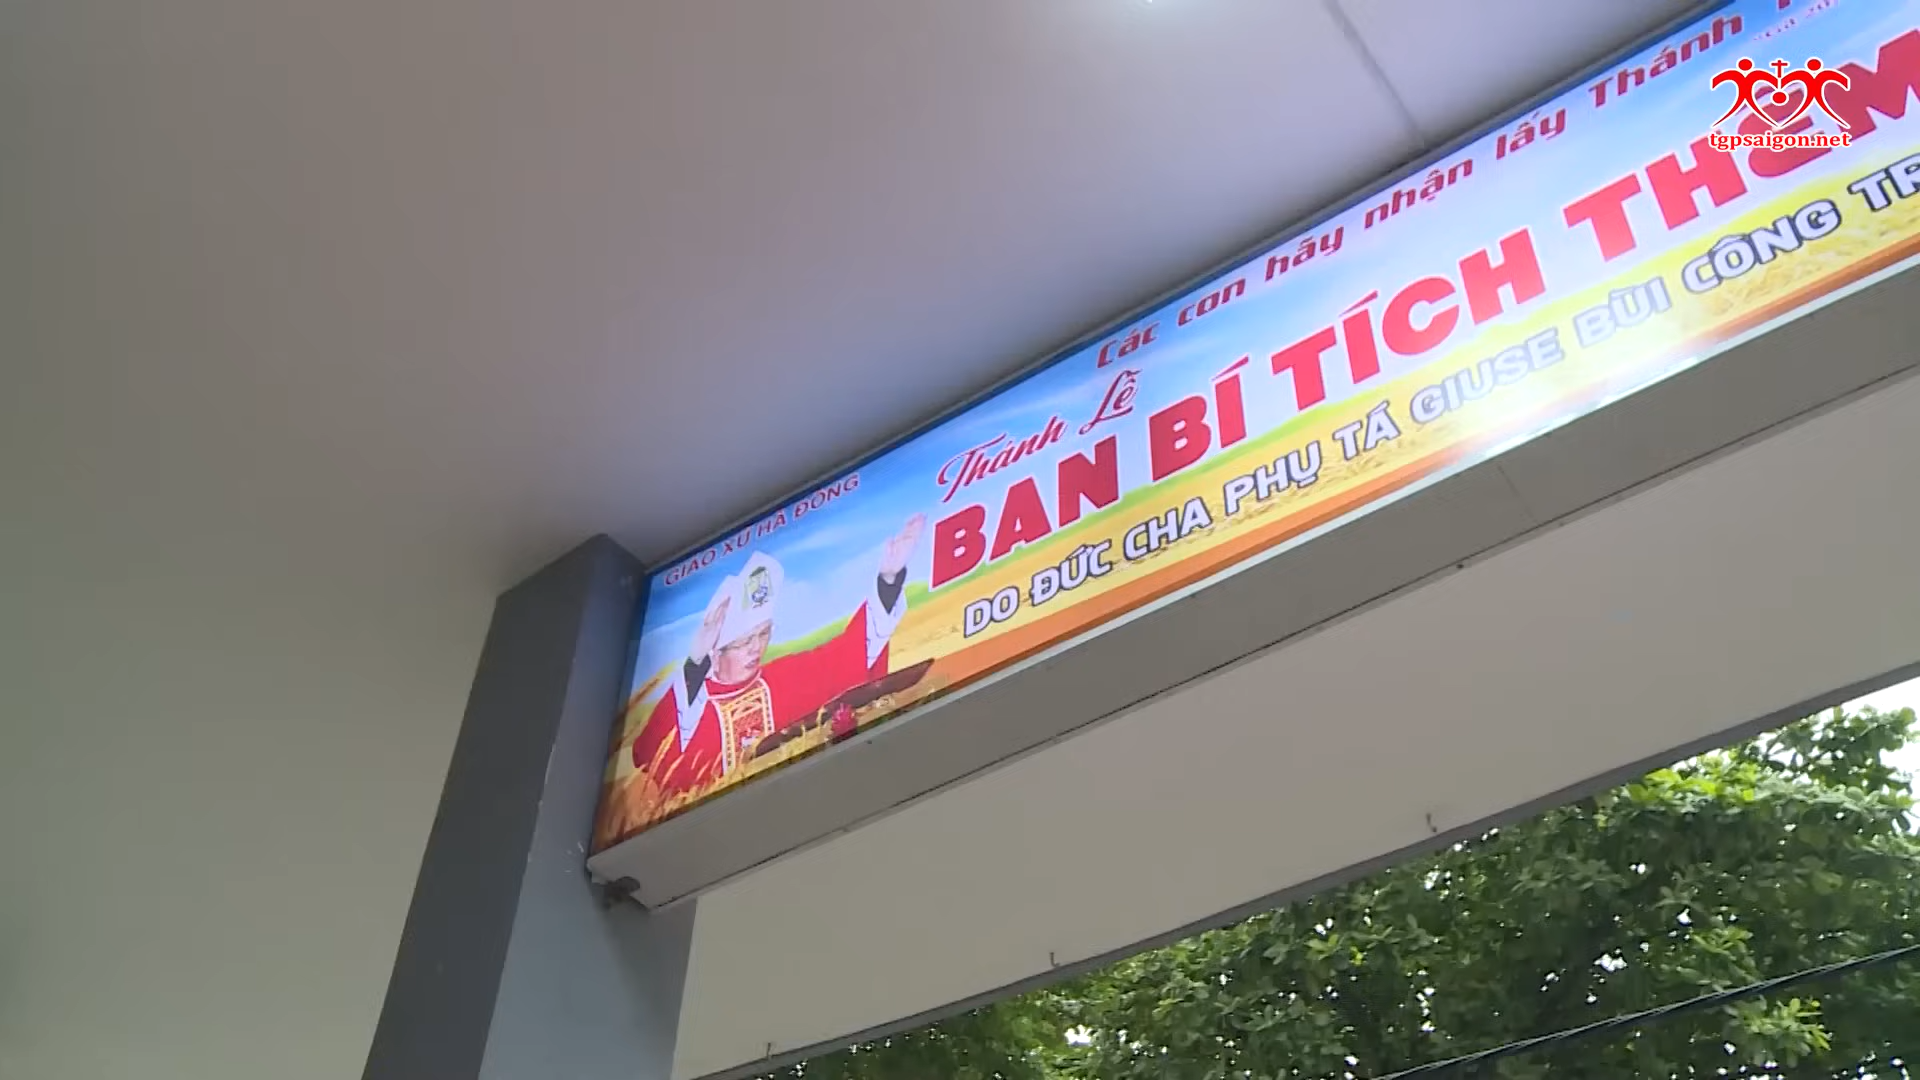 Các con hãy nhận lấy Thánh
GIÁO XỨ HÀ ĐÔNG
Thánh Lễ
BAN BÍ TÍCH THÊM
DO ĐỨC CHA PHỤ TÁ GIUSE BÙI CÔNG TR
tgpsaigon.net